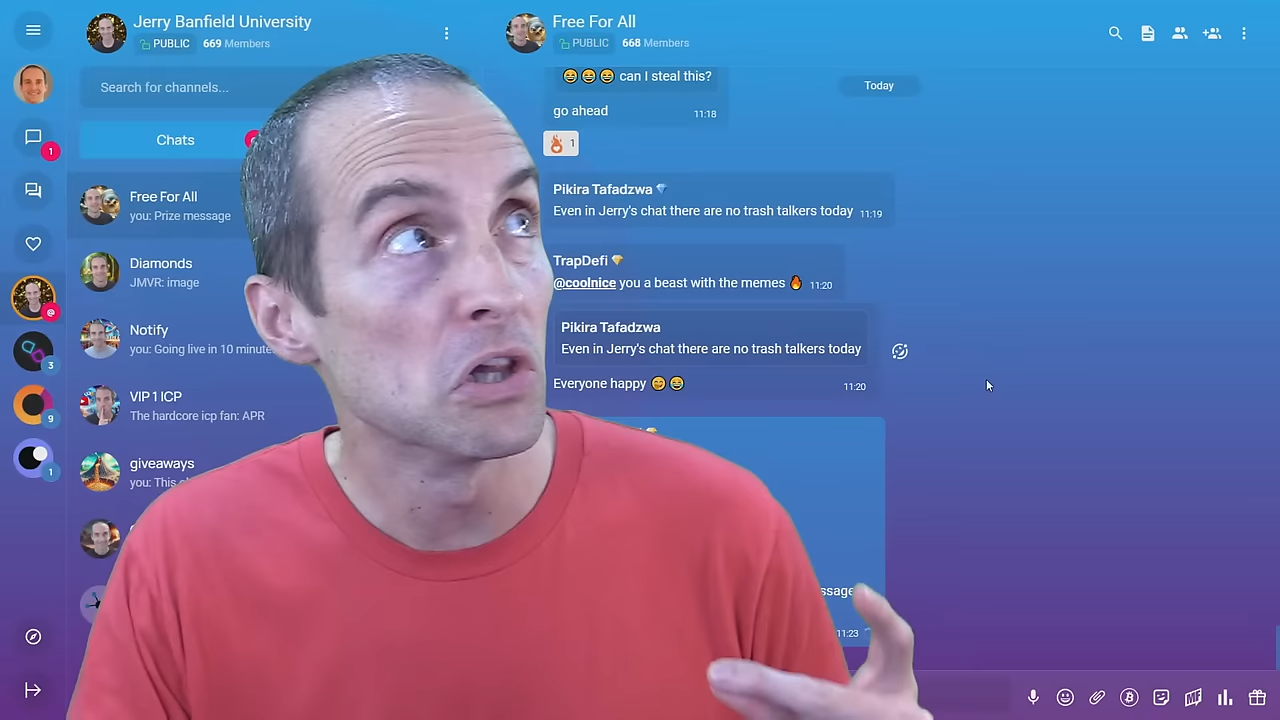 Jerry Banfield University
PUBLIC 669 Members
Search for channels...
Chats
Free For All
you: Prize message
Diamonds
JMVR: image
Notify
you: Going live in 10 minute
VIP 1 ICP
The hardcore icp fan: APR
giveaways
you: This
1
@
3
9
1
Free For All
PUBLIC 668 Members
Today
😂😂😂 can I steal this?
go ahead
11:18
🔥 1
Pikira Tafadzwa
Even in Jerry's chat there are no trash talkers today 11:19
TrapDefi
@coolnice you a beast with the memes 🔥 11:20
Pikira Tafadzwa
Even in Jerry's chat there are no trash talkers today
Everyone happy 😁😂 11:20
ssage
11:23